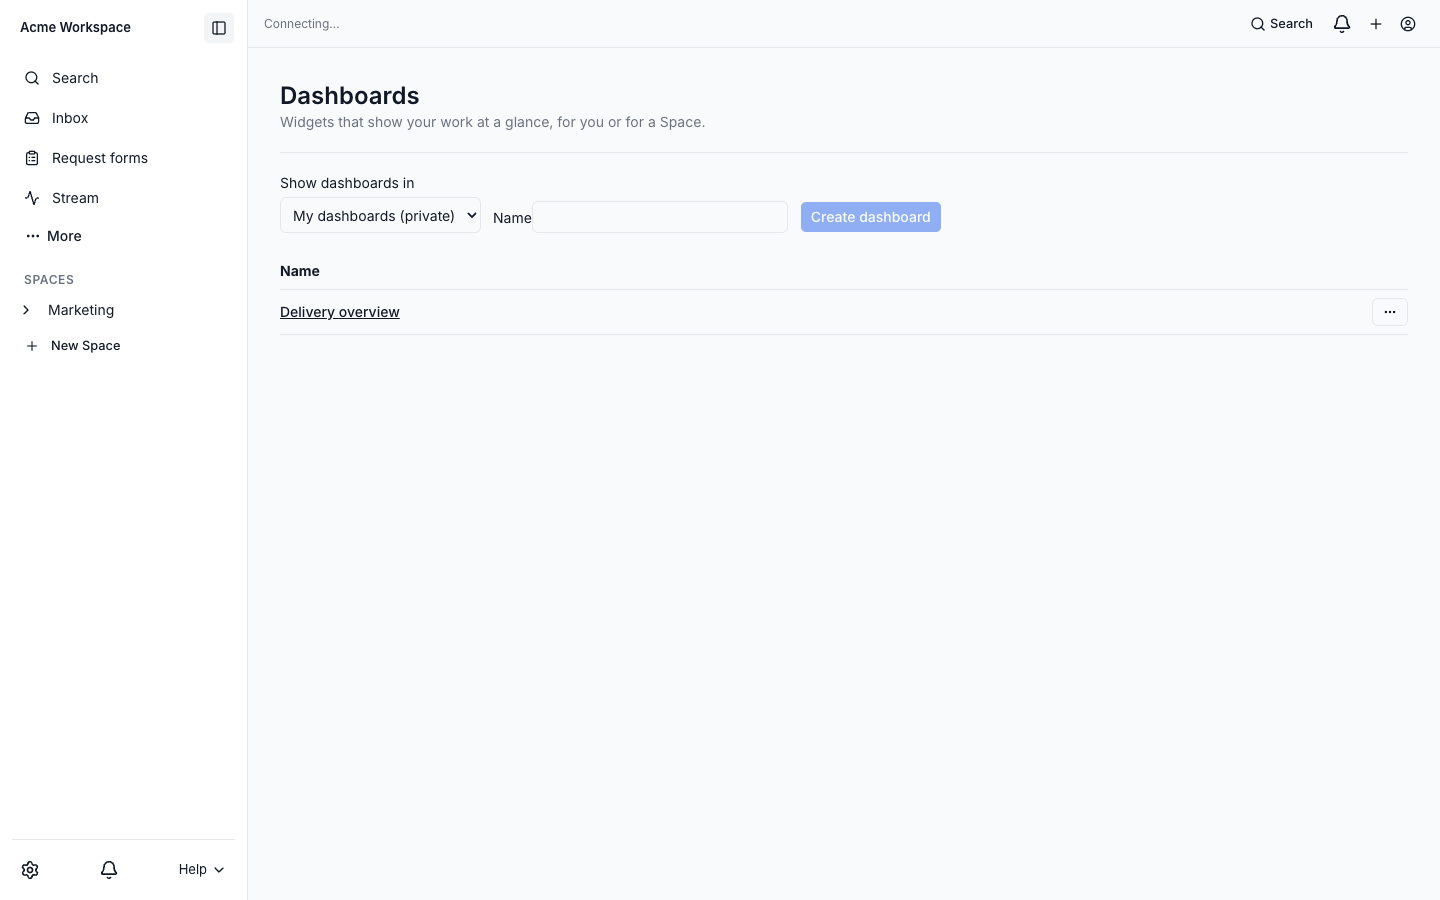 Acme Workspace
Search
Inbox
Request forms
Stream
More
SPACES
Marketing
New Space
Help
Connecting...
Search
Dashboards
Widgets that show your work at a glance, for you or for a Space.
Show dashboards in
My dashboards (private)
Name
Create dashboard
Name
Delivery overview